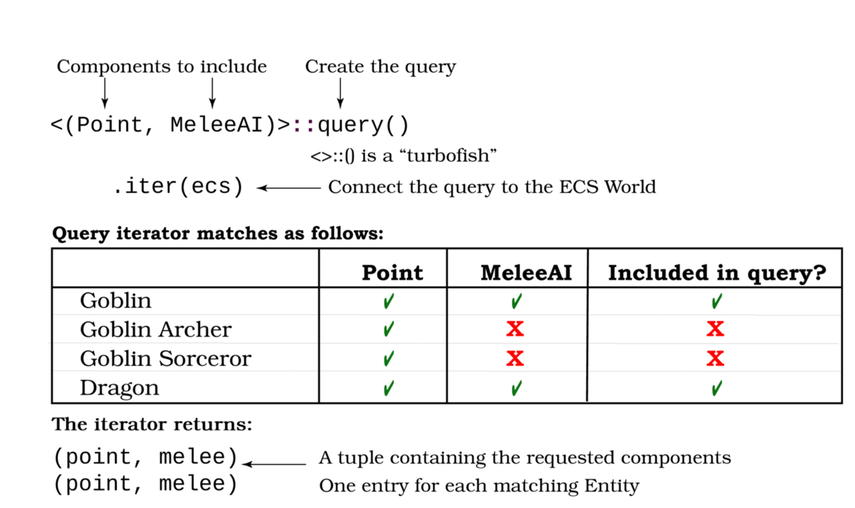 Components to include Create the query
<(Point, MeleeAI)>::query()
<>::() is a “turbofish”
.iter(ecs) Connect the query to the ECS World
Query iterator matches as follows:
Point MeleeAI Included in query?
Goblin ✓ ✓ ✓
Goblin Archer ✓ X X
Goblin Sorceror ✓ X X
Dragon ✓ ✓ ✓
The iterator returns:
(point, melee) A tuple containing the requested components
(point, melee) One entry for each matching Entity